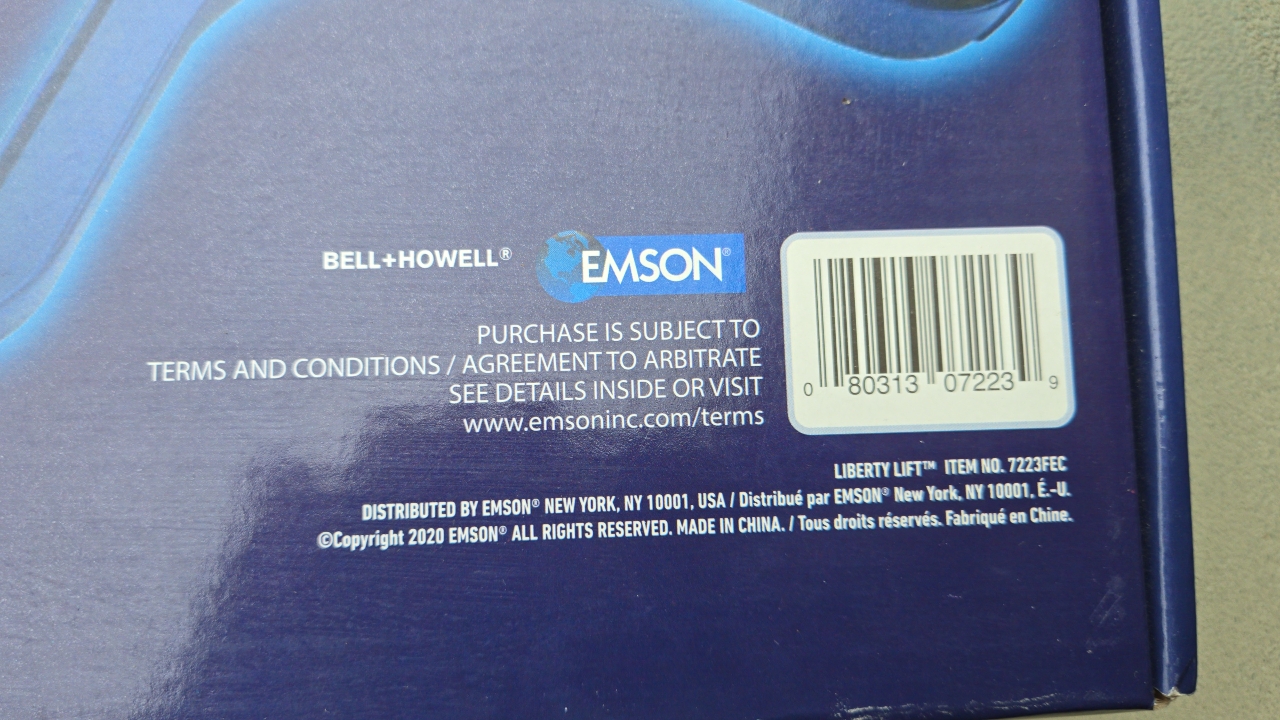 BELL+HOWELL® EMSON®
PURCHASE IS SUBJECT TO
TERMS AND CONDITIONS / AGREEMENT TO ARBITRATE
SEE DETAILS INSIDE OR VISIT
www.emsoninc.com/terms
0 80313 07223 9
LIBERTY LIFT™ ITEM NO. 7223FEC
DISTRIBUTED BY EMSON® NEW YORK, NY 10001, USA / Distribué par EMSON® New York, NY 10001, É.-U.
©Copyright 2020 EMSON® ALL RIGHTS RESERVED. MADE IN CHINA. / Tous droits réservés. Fabriqué en Chine.